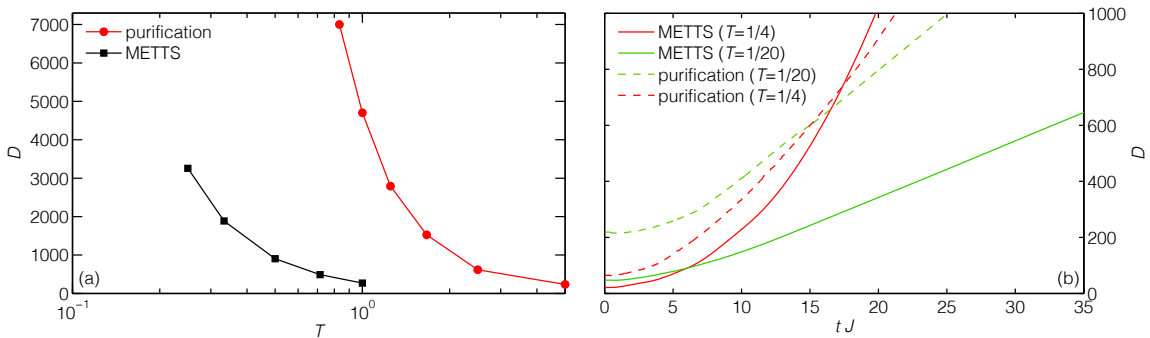 7000
6000
5000
4000
3000
2000
1000
0
D
purification
METTS
(a)
10⁻¹
10⁰
T
METTS (T=1/4)
METTS (T=1/20)
purification (T=1/20)
purification (T=1/4)
1000
800
600
400
200
0
D
(b)
0 5 10 15 20 25 30 35
t J